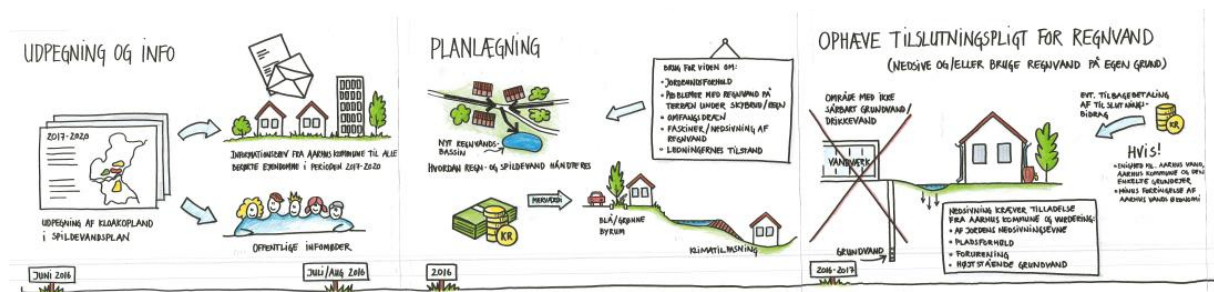 UDPEGNING OG INFO
2017-2020
UDPEGNING AF KLOAKOPLAND
I SPILDEVANDSPLAN
INFORMATIONSBREV FRA AARHUS KOMMUNE TIL ALLE
BERØRTE EJENDOMME I PERIODEN 2017-2020
OFFENTLIGE INFOMØDER
JUNI 2016
JULI/AUG 2016
PLANLÆGNING
NYT REGNVANDS-
BASSIN
HVORDAN REGN- OG SPILDEVAND HÅNDTERES
BRUG FOR VIDEN OM:
• JORDBUNDSFORHOLD
• PROBLEMER MED REGNVAND PÅ
TERRÆN UNDER SKYBRUD/REGN
• OMFANGSDRÆN
• FASKINER/NEDSIVNING AF
REGNVAND
• LEDNINGERNES TILSTAND
KR
MERVÆRDI
BLÅ/GRØNNE
BYRUM
KLIMATILPASNING
2016
OPHÆVE TILSLUTNINGSPLIGT FOR REGNVAND
(NEDSIVE OG/ELLER BRUGE REGNVAND PÅ EGEN GRUND)
OMRÅDE MED IKKE
SÅRBART GRUNDVAND/
DRIKKEVAND
VANDVÆRK
GRUNDVAND
NEDSIVNING KRÆVER TILLADELSE
FRA AARHUS KOMMUNE OG VURDERING:
• AF JORDENS NEDSIVNINGSEVNE
• PLADSFORHOLD
• FORURENING
• HØJTSTÅENDE GRUNDVAND
EVT. TILBAGEBETALING
AF TILSLUTNINGS-
BIDRAG
KR
HVIS!
• ENIGHED ML. AARHUS VAND,
AARHUS KOMMUNE OG DEN
ENKELTE GRUNDEJER
• MINUS FORRINGELSE AF
AARHUS VANDS ØKONOMI
2016-2017